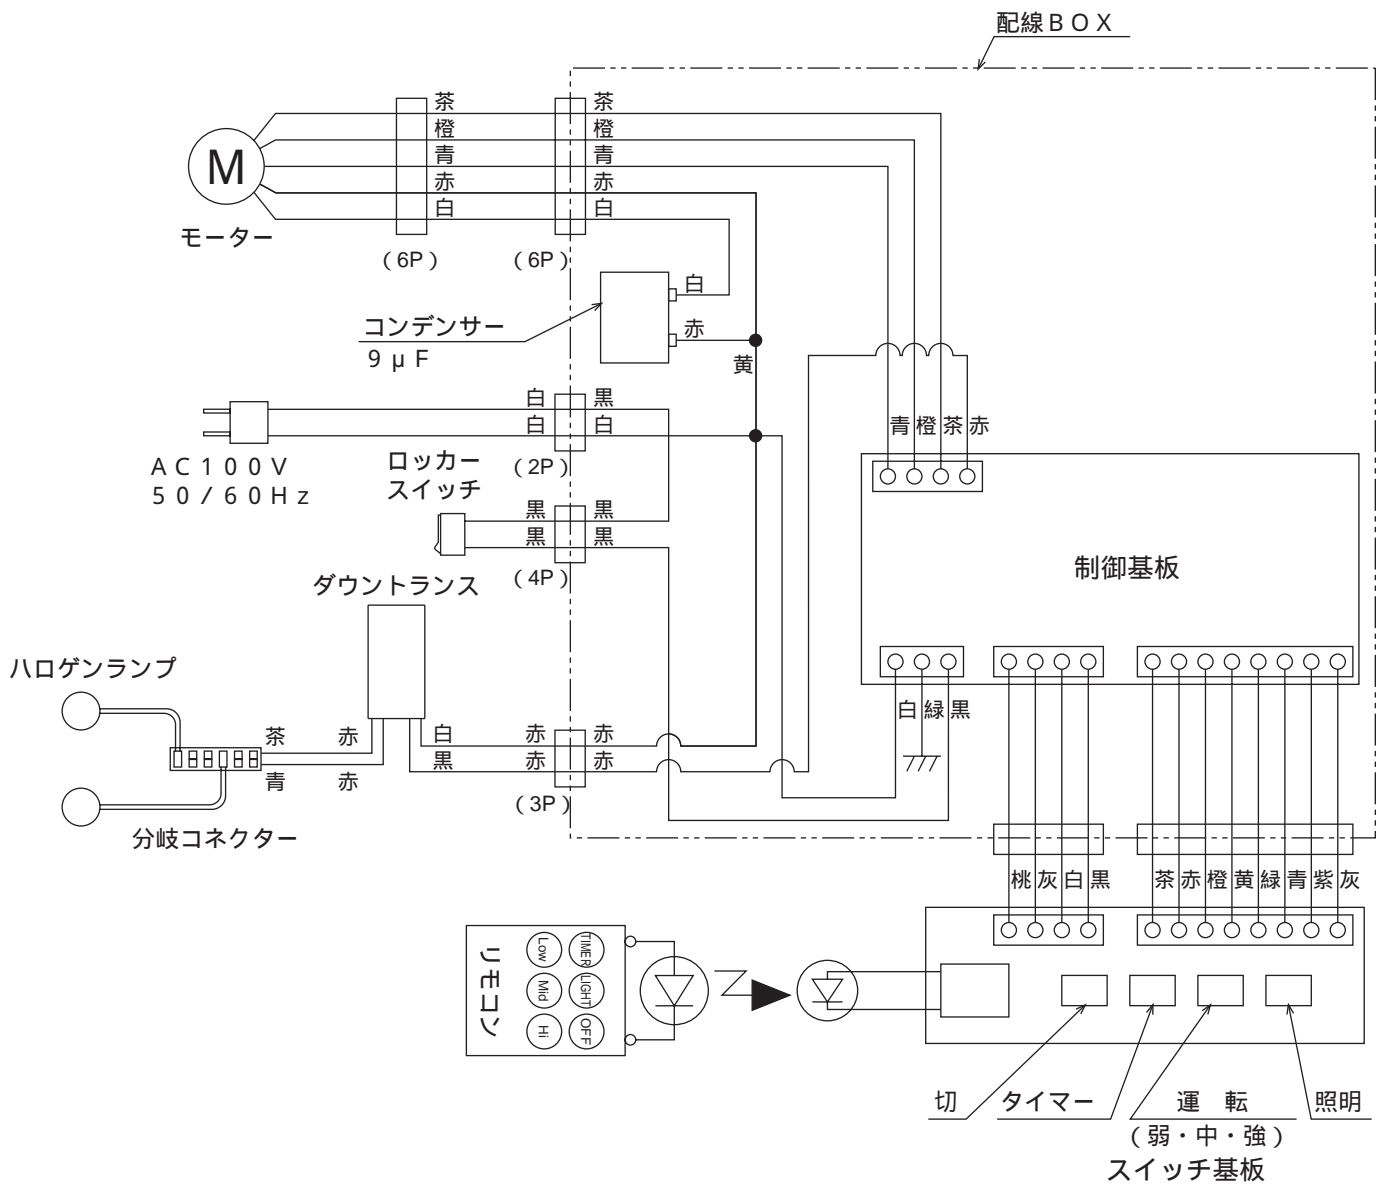 配線ＢＯＸ
茶 茶
橙 橙
青 青
赤 赤
白 白
M
モーター
(6P) (6P)
白
コンデンサー
９μＦ
赤
黄
白 黒
白 白
青 橙 茶 赤
ＡＣ１００Ｖ
５０／６０Ｈｚ
ロッカー
スイッチ
(2P)
黒 黒
黒 黒
(4P)
制御基板
ダウントランス
ハロゲンランプ
白 緑 黒
茶 赤 白 赤 赤
青 赤 黒 赤 赤
(3P)
分岐コネクター
桃 灰 白 黒 茶 赤 橙 黄 緑 青 紫 灰
リモコン
Low TIMER
Mid LIGHT
Hi OFF
切 タイマー 運　転 照明
（弱・中・強）
スイッチ基板